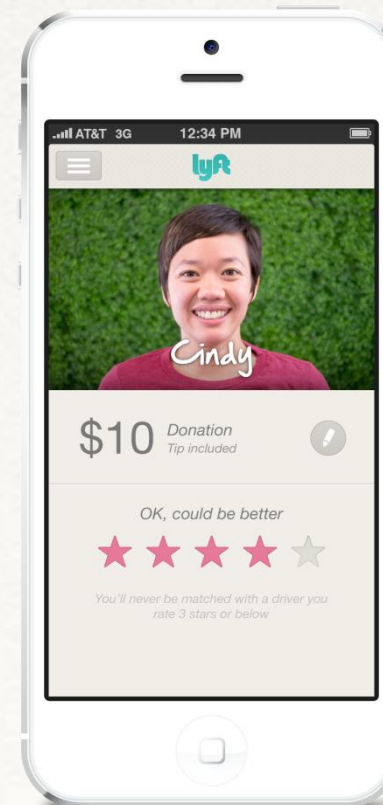 AT&T 3G 12:34 PM
lyft
Cindy
$10 Donation
Tip included
OK, could be better
You'll never be matched with a driver you
rate 3 stars or below